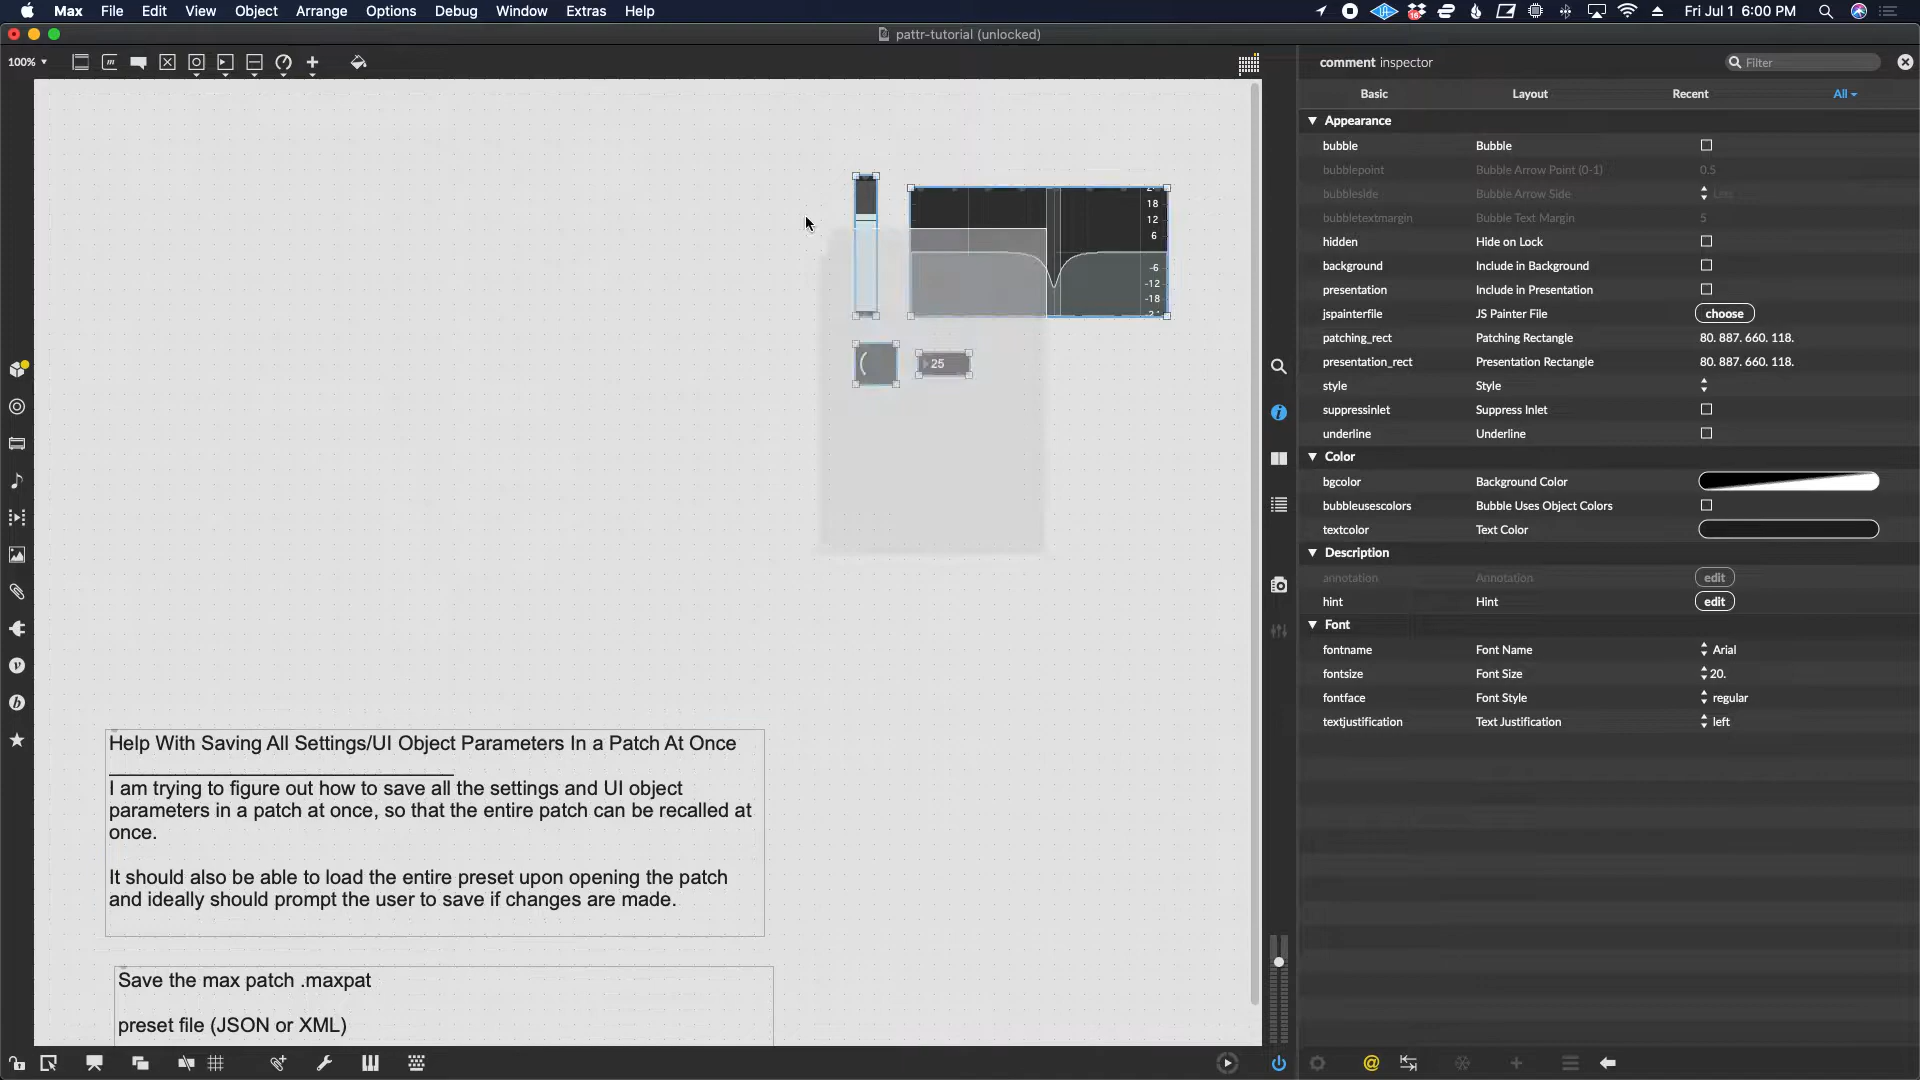 Max File Edit View Object Arrange Options Debug Window Extras Help
16
Fri Jul 1 6:00 PM
pattr-tutorial (unlocked)
100%
comment inspector
Filter
Basic Layout Recent All
Appearance
bubble Bubble
bubblepoint Bubble Arrow Point (0-1) 0.5
bubbleside Bubble Arrow Side
bubbletextmargin Bubble Text Margin 5
hidden Hide on Lock
background Include in Background
presentation Include in Presentation
jspainterfile JS Painter File choose
patching_rect Patching Rectangle 80. 887. 660. 118.
presentation_rect Presentation Rectangle 80. 887. 660. 118.
style Style
suppressinlet Suppress Inlet
underline Underline
Color
bgcolor Background Color
bubbleusescolors Bubble Uses Object Colors
textcolor Text Color
Description
annotation Annotation edit
hint Hint edit
Font
fontname Font Name Arial
fontsize Font Size 20.
fontface Font Style regular
textjustification Text Justification left
18
12
6
-6
-12
-18
25
Help With Saving All Settings/UI Object Parameters In a Patch At Once
I am trying to figure out how to save all the settings and UI object
parameters in a patch at once, so that the entire patch can be recalled at
once.
It should also be able to load the entire preset upon opening the patch
and ideally should prompt the user to save if changes are made.
Save the max patch .maxpat
preset file (JSON or XML)